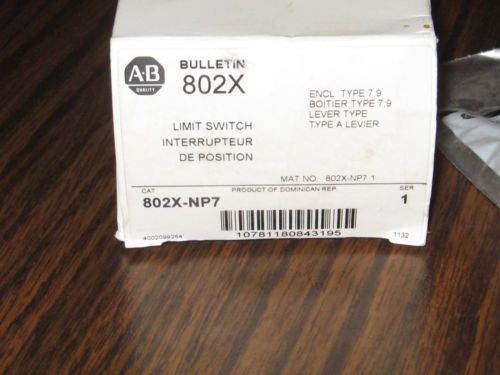 A-B
QUALITY
BULLETIN
802X
LIMIT SWITCH
INTERRUPTEUR
DE POSITION
ENCL. TYPE 7,9
BOITIER TYPE 7,9
LEVER TYPE
TYPE A LEVIER
MAT NO. 802X-NP7 1
CAT
PRODUCT OF DOMINICAN REP.
SER
802X-NP7
1
4002099264
10781180843195
1132